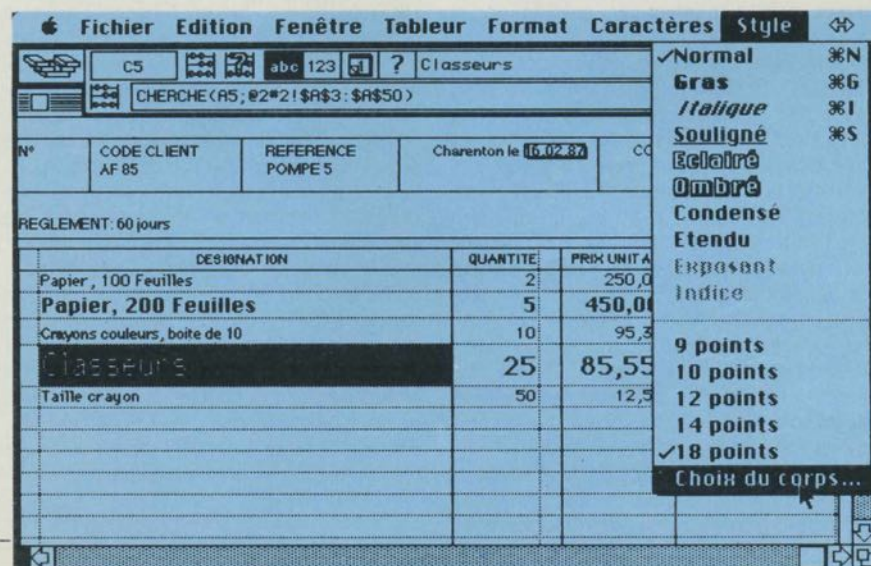 Fichier Edition Fenêtre Tableur Format Caractères Style
C5 abc 123 ? Classeurs
CHERCHE(A5;@2#2!$A$3:$A$50)
N° CODE CLIENT REFERENCE Charenton le 16.02.87 CO
AF 85 POMPE 5
REGLEMENT: 60 jours
DESIGNATION QUANTITE PRIX UNITA
Papier, 100 Feuilles 2 250,0
Papier, 200 Feuilles 5 450,00
Crayons couleurs, boite de 10 10 95,3
Classeurs 25 85,55
Taille crayon 50 12,5
✓Normal ⌘N
Gras ⌘G
Italique ⌘I
Souligné ⌘S
Eclairé
Ombré
Condensé
Etendu
Exposant
Indice
9 points
10 points
12 points
14 points
✓18 points
Choix du corps...